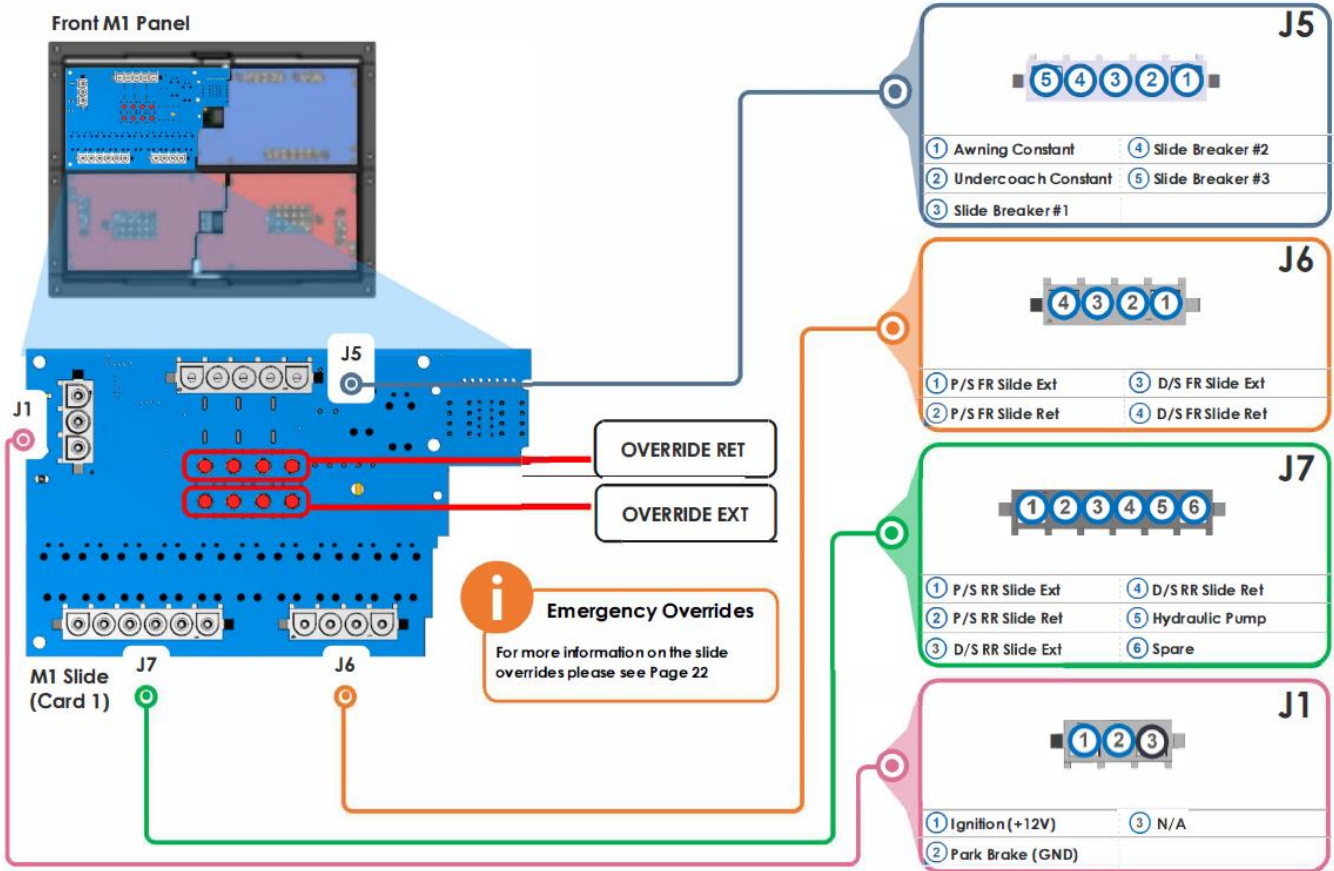 Front M1 Panel
J5
5 4 3 2 1
1 Awning Constant 4 Slide Breaker #2
2 Undercoach Constant 5 Slide Breaker #3
3 Slide Breaker #1
J6
4 3 2 1
1 P/S FR Silde Ext 3 D/S FR Slide Ext
2 P/S FR Slide Ret 4 D/S FR Slide Ret
J7
1 2 3 4 5 6
1 P/S RR Slide Ext 4 D/S RR Slide Ret
2 P/S RR Slide Ret 5 Hydraulic Pump
3 D/S RR Slide Ext 6 Spare
J1
1 2 3
1 Ignition (+12V) 3 N/A
2 Park Brake (GND)
J5
J1
OVERRIDE RET
OVERRIDE EXT
i
Emergency Overrides
For more information on the slide
overrides please see Page 22
M1 Slide
(Card 1)
J7
J6